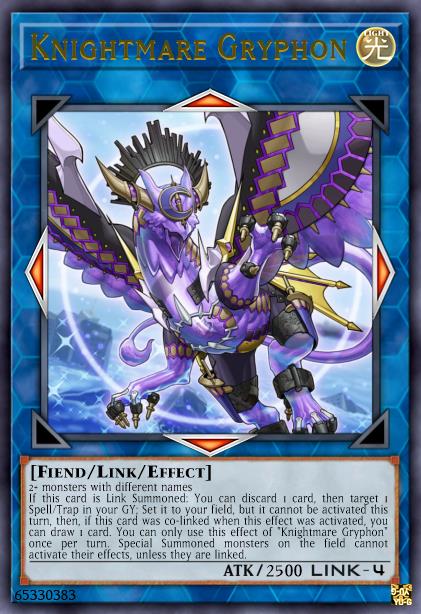 KNIGHTMARE GRYPHON
LIGHT
光
[FIEND/LINK/EFFECT]
2+ monsters with different names
If this card is Link Summoned: You can discard 1 card, then target 1
Spell/Trap in your GY; Set it to your field, but it cannot be activated this
turn, then, if this card was co-linked when this effect was activated, you
can draw 1 card. You can only use this effect of "Knightmare Gryphon"
once per turn. Special Summoned monsters on the field cannot
activate their effects, unless they are linked.
ATK/2500 LINK-4
65330383